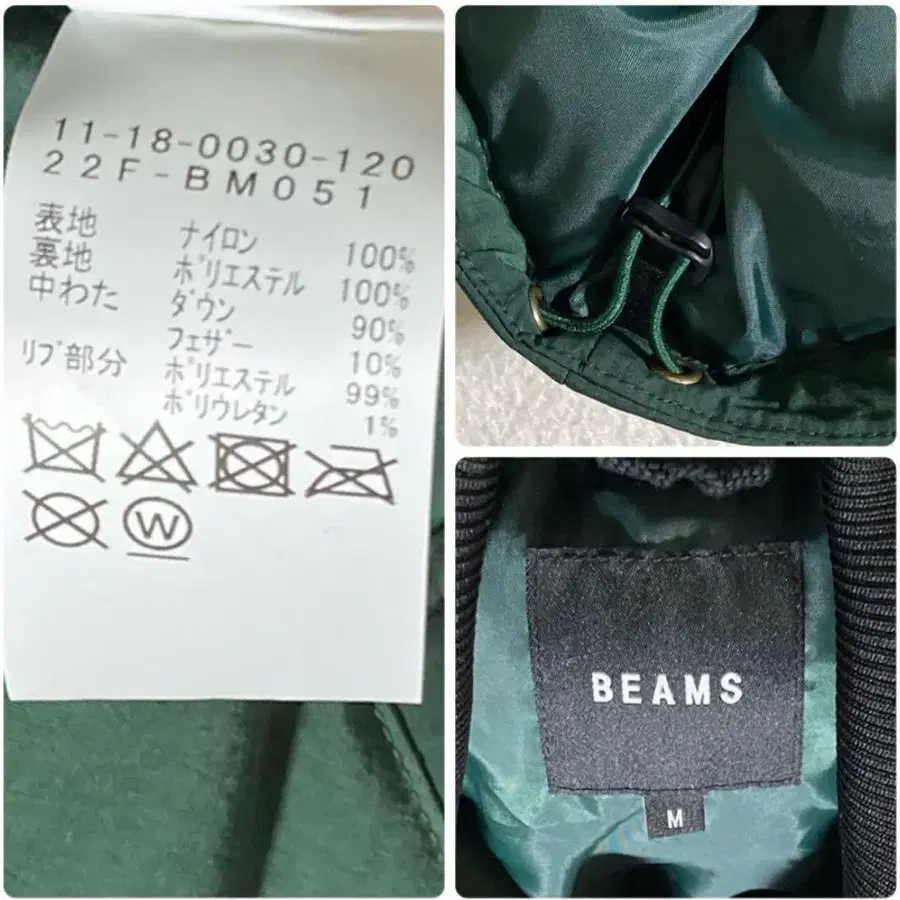 11-18-0030-120
22F-BM051
表地 ナイロン 100%
裏地 ポリエステル 100%
中わた ダウン 90%
フェザー 10%
リブ部分 ポリエステル 99%
ポリウレタン 1%
W
BEAMS
M